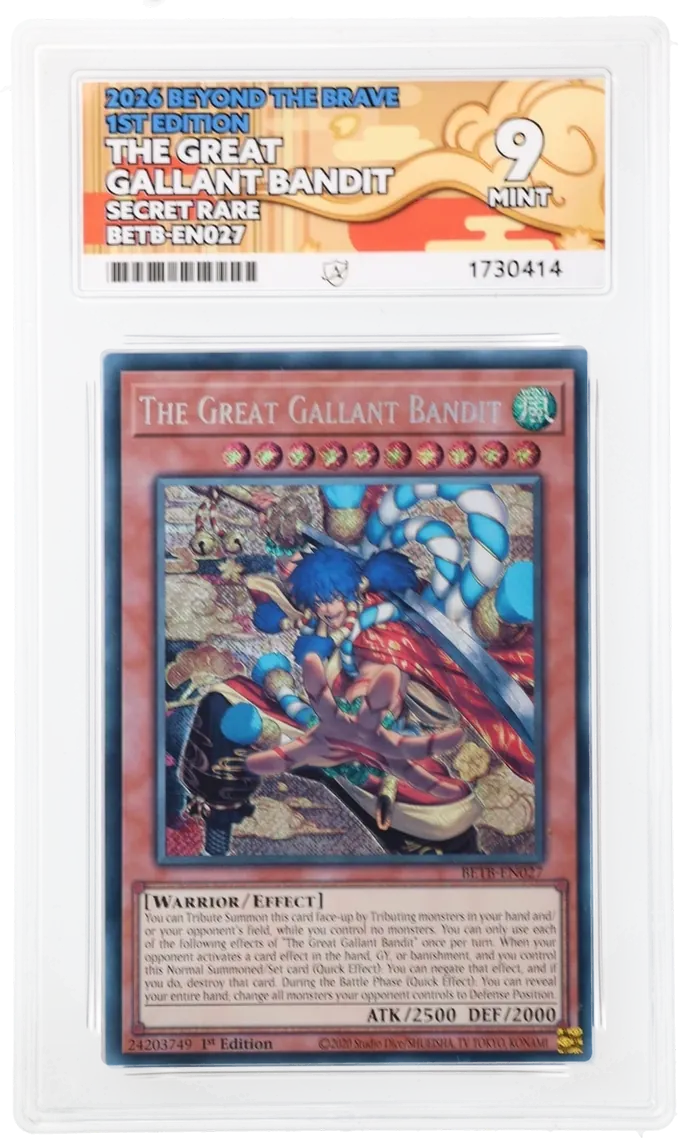 2026 BEYOND THE BRAVE
1ST EDITION
THE GREAT
GALLANT BANDIT
SECRET RARE
BETB-EN027
9
MINT
1730414
THE GREAT GALLANT BANDIT
風
BETB-EN027
[WARRIOR/EFFECT]
You can Tribute Summon this card face-up by Tributing monsters in your hand and/
or your opponent's field, while you control no monsters. You can only use each
of the following effects of "The Great Gallant Bandit" once per turn. When your
opponent activates a card effect in the hand, GY, or banishment, and you control
this Normal Summoned/Set card (Quick Effect): You can negate that effect, and if
you do, destroy that card. During the Battle Phase (Quick Effect): You can reveal
your entire hand; change all monsters your opponent controls to Defense Position.
ATK/2500 DEF/2000
24203749 1st Edition ©2020 Studio Dice/SHUEISHA, TV TOKYO, KONAMI